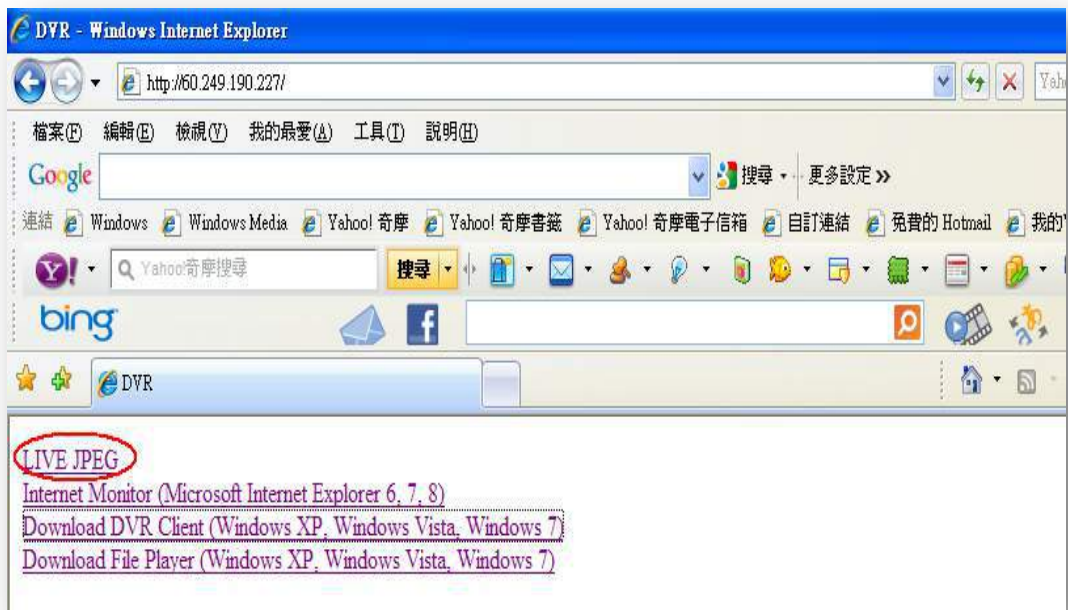 DVR - Windows Internet Explorer
http://60.249.190.227/
檔案(F) 編輯(E) 檢視(V) 我的最愛(A) 工具(T) 說明(H)
Google 搜尋 更多設定 »
連結 Windows Windows Media Yahoo! 奇摩 Yahoo! 奇摩書籤 Yahoo! 奇摩電子信箱 自訂連結 免費的 Hotmail 我的
Y! Yahoo!奇摩搜尋 搜尋
bing f
DVR
LIVE JPEG
Internet Monitor (Microsoft Internet Explorer 6, 7, 8)
Download DVR Client (Windows XP, Windows Vista, Windows 7)
Download File Player (Windows XP, Windows Vista, Windows 7)